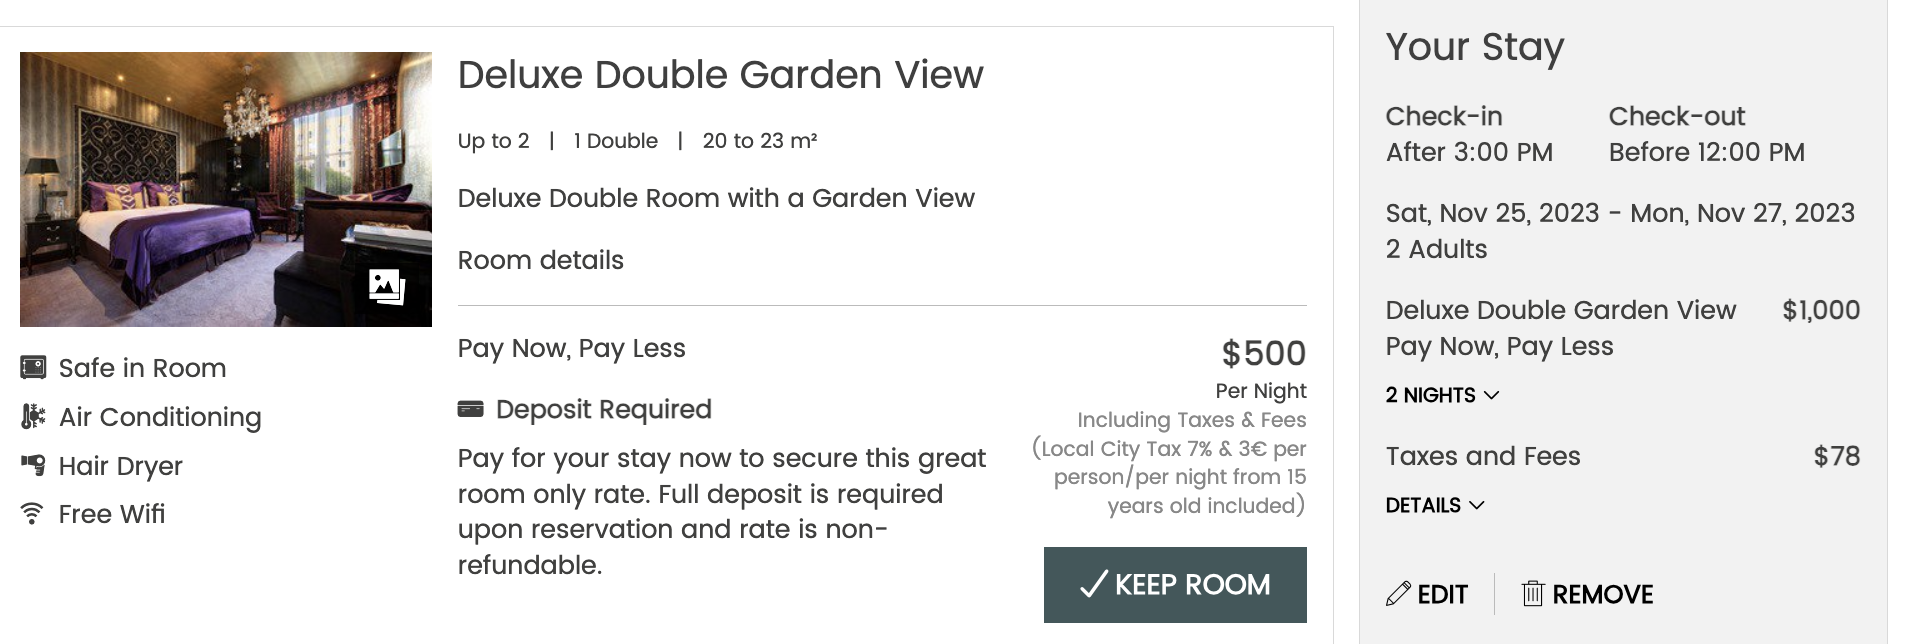 Deluxe Double Garden View
Up to 2 | 1 Double | 20 to 23 m²
Deluxe Double Room with a Garden View
Room details
Safe in Room
Air Conditioning
Hair Dryer
Free Wifi
Pay Now, Pay Less
Deposit Required
Pay for your stay now to secure this great
room only rate. Full deposit is required
upon reservation and rate is non-
refundable.
$500
Per Night
Including Taxes & Fees
(Local City Tax 7% & 3€ per
person/per night from 15
years old included)
KEEP ROOM
Your Stay
Check-in
After 3:00 PM
Check-out
Before 12:00 PM
Sat, Nov 25, 2023 - Mon, Nov 27, 2023
2 Adults
Deluxe Double Garden View $1,000
Pay Now, Pay Less
2 NIGHTS
Taxes and Fees $78
DETAILS
EDIT | REMOVE